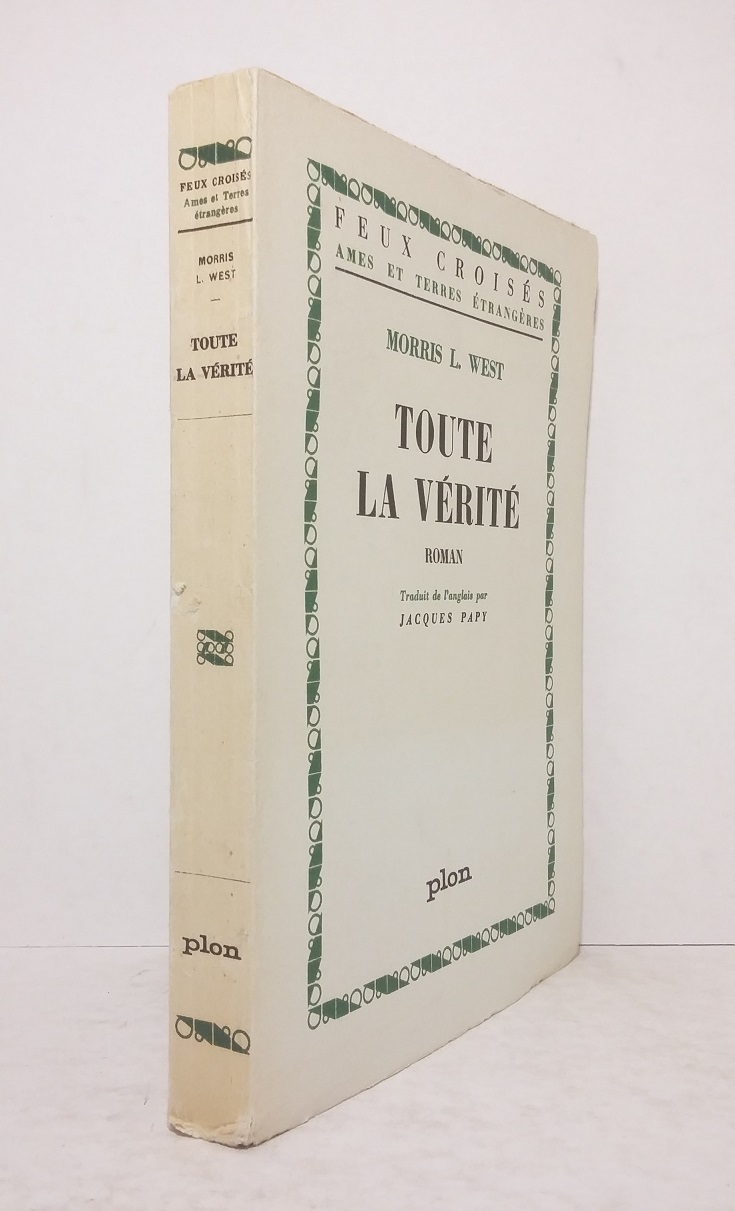 FEUX CROISÉS
Ames et Terres
étrangères
MORRIS
L. WEST
TOUTE
LA VÉRITÉ
plon
FEUX CROISÉS
AMES ET TERRES ÉTRANGÈRES
MORRIS L. WEST
TOUTE
LA VÉRITÉ
ROMAN
Traduit de l'anglais par
JACQUES PAPY
plon